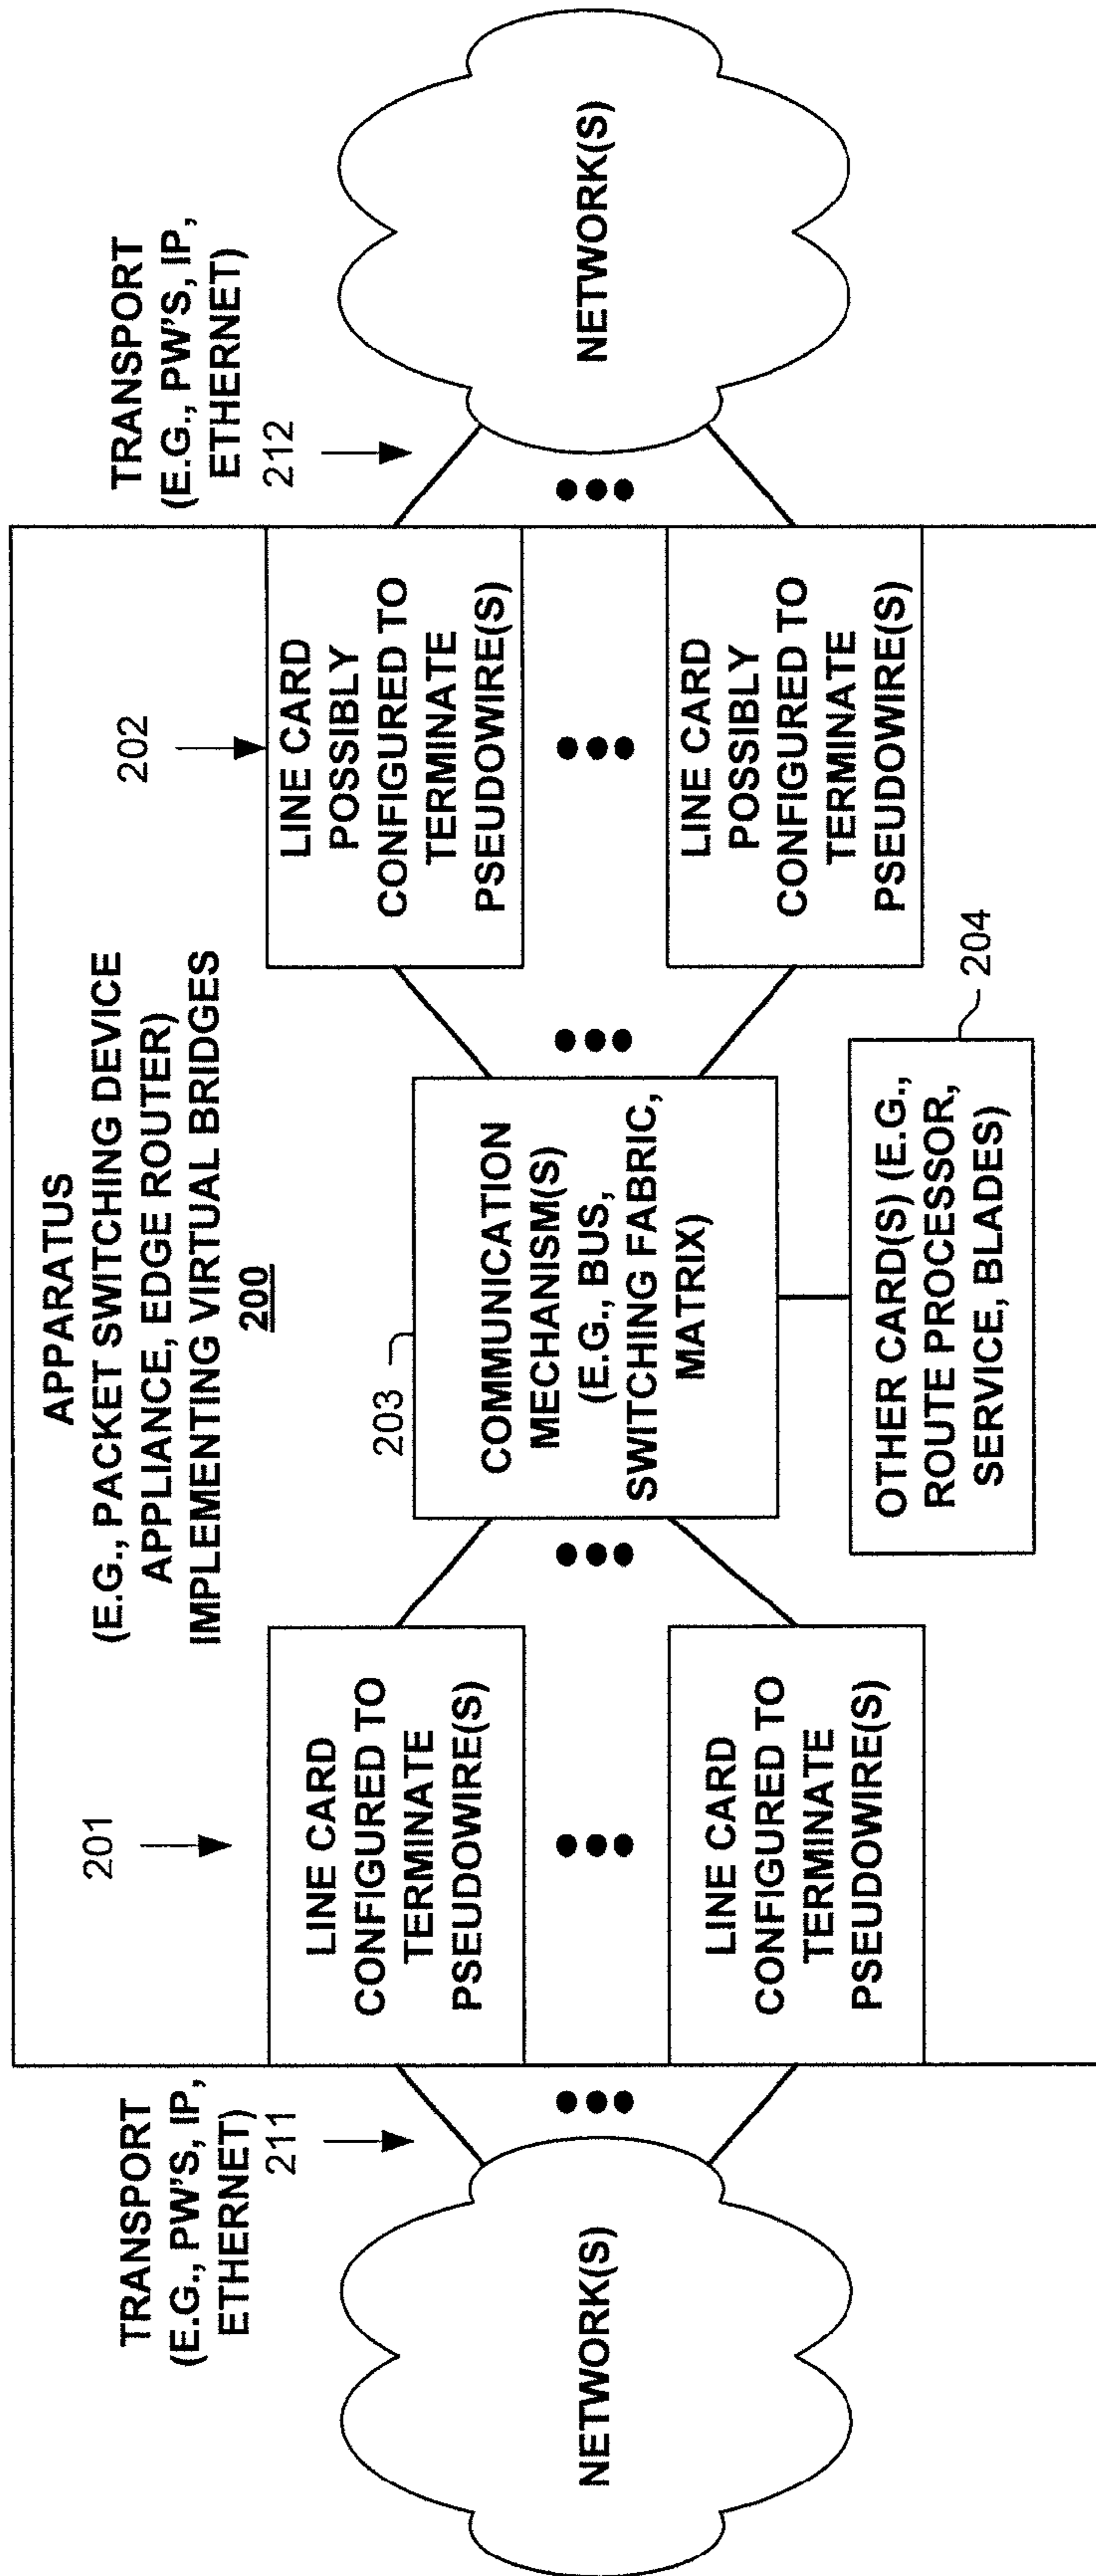 APPARATUS
(E.G., PACKET SWITCHING DEVICE
APPLIANCE, EDGE ROUTER)
IMPLEMENTING VIRTUAL BRIDGES
200
TRANSPORT
(E.G., PW'S, IP,
ETHERNET)
211
NETWORK(S)
201
LINE CARD
CONFIGURED TO
TERMINATE
PSEUDOWIRE(S)
LINE CARD
CONFIGURED TO
TERMINATE
PSEUDOWIRE(S)
203
COMMUNICATION
MECHANISM(S)
(E.G., BUS,
SWITCHING FABRIC,
MATRIX)
OTHER CARD(S) (E.G.,
ROUTE PROCESSOR,
SERVICE, BLADES)
204
202
LINE CARD
POSSIBLY
CONFIGURED TO
TERMINATE
PSEUDOWIRE(S)
LINE CARD
POSSIBLY
CONFIGURED TO
TERMINATE
PSEUDOWIRE(S)
TRANSPORT
(E.G., PW'S, IP,
ETHERNET)
212
NETWORK(S)